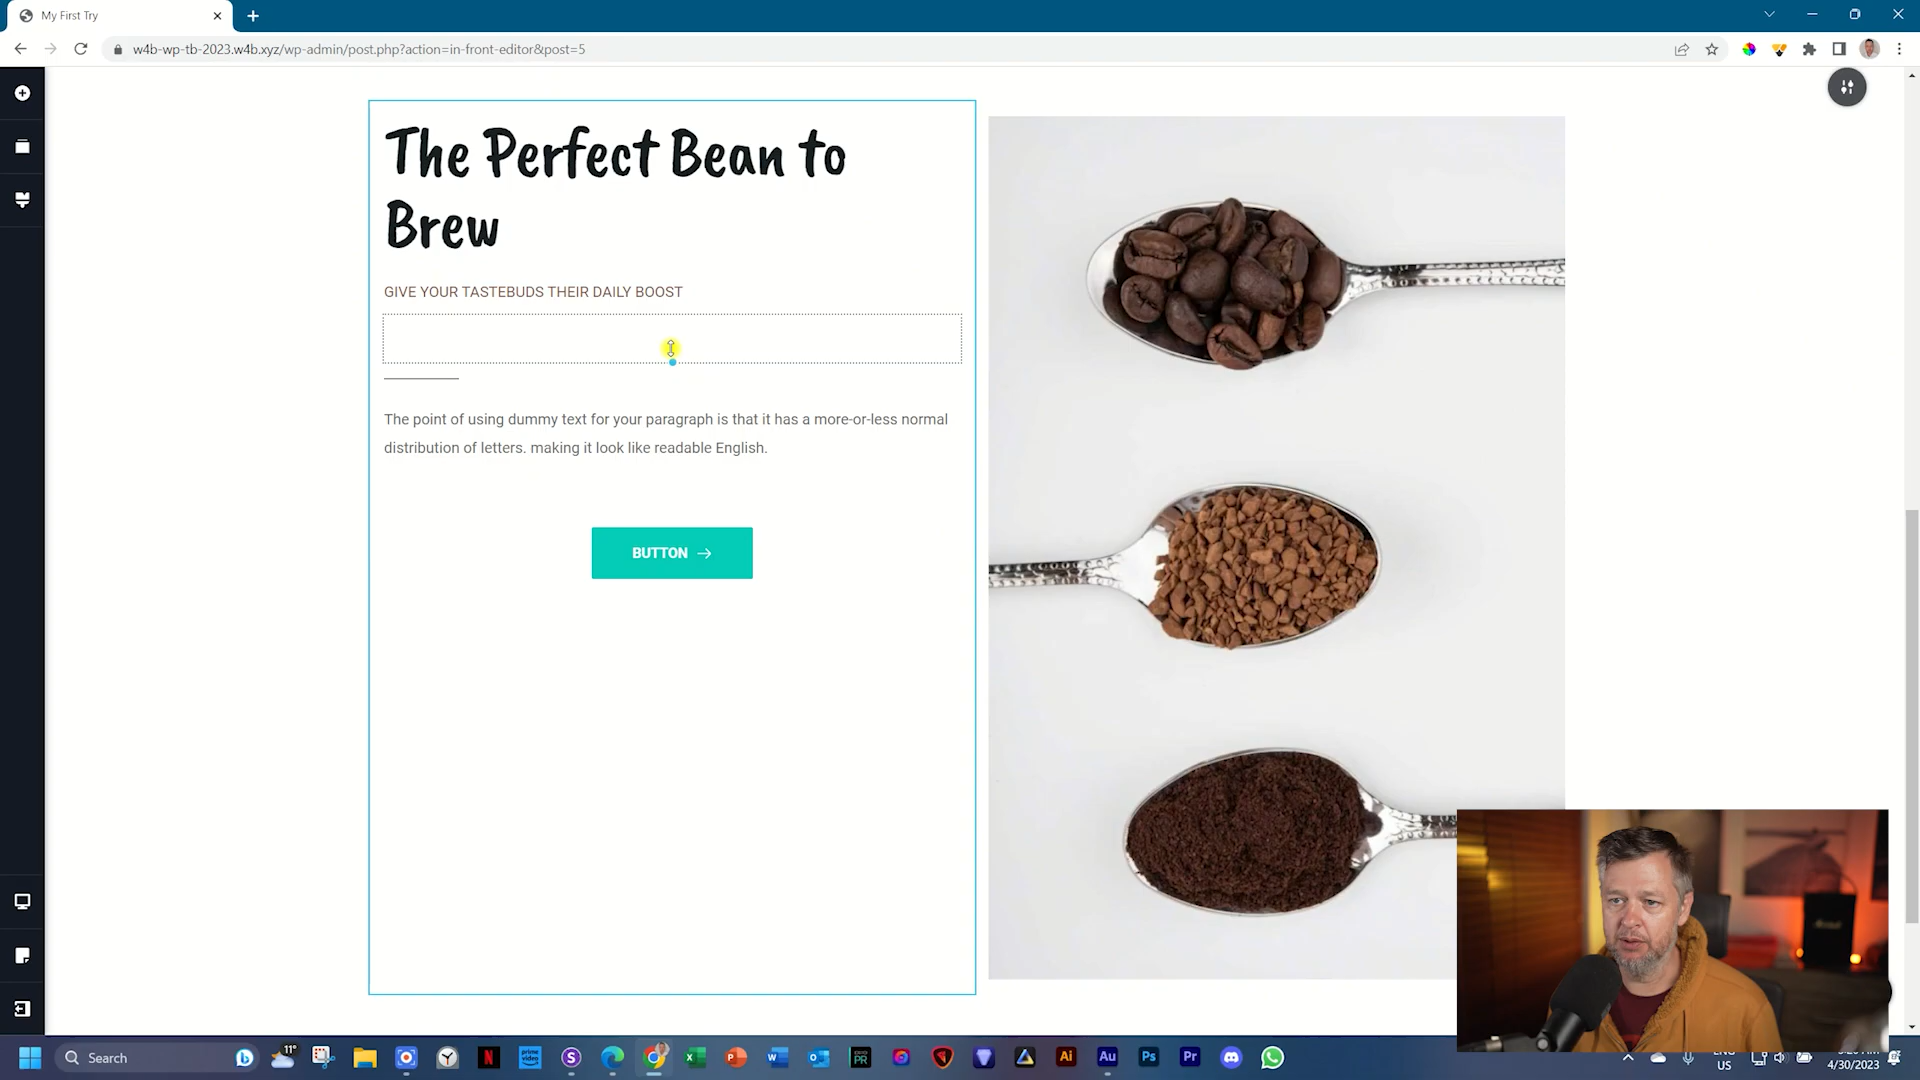 My First Try
w4b-wp-tb-2023.w4b.xyz/wp-admin/post.php?action=in-front-editor&post=5
The Perfect Bean to
Brew
GIVE YOUR TASTEBUDS THEIR DAILY BOOST
The point of using dummy text for your paragraph is that it has a more-or-less normal
distribution of letters. making it look like readable English.
BUTTON
Search
11°
US
4/30/2023